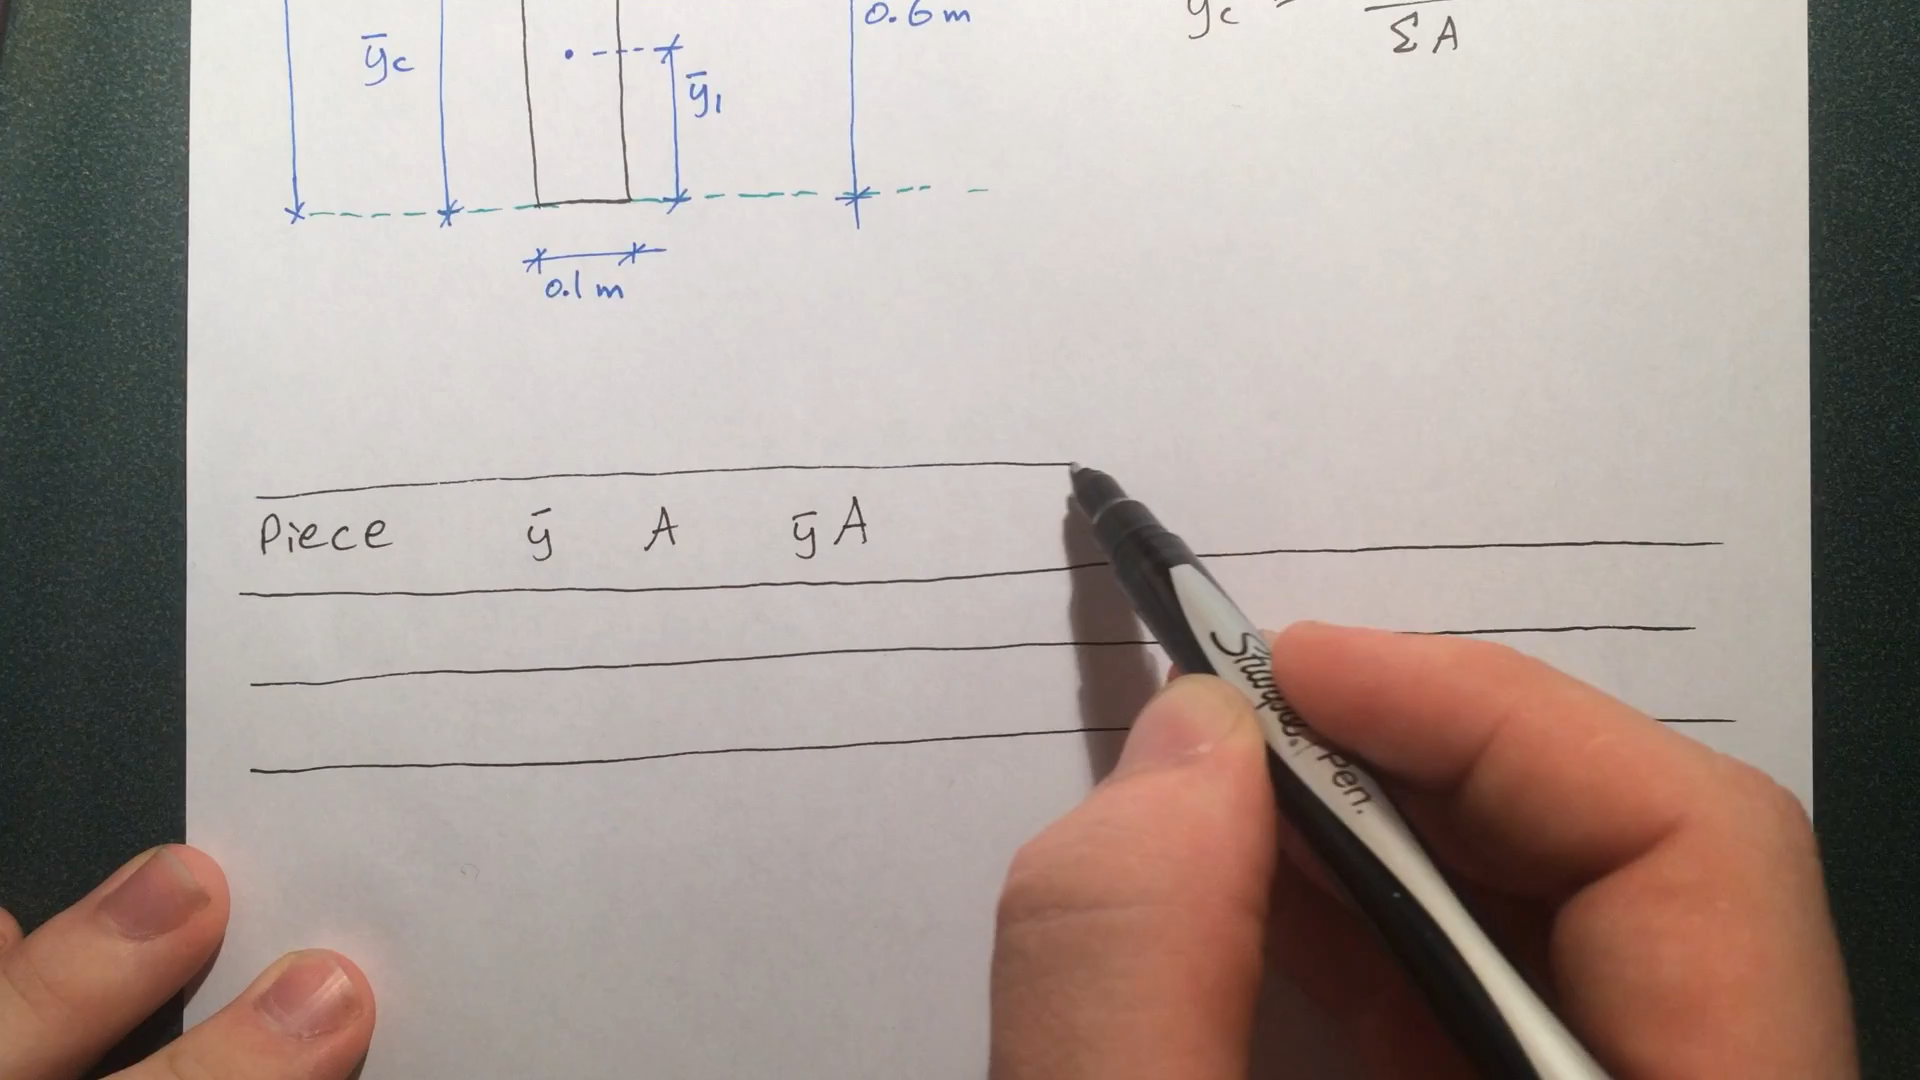 0.6 m
ȳc
ȳc =
ΣA
ȳ1
0.1 m
Piece ȳ A ȳA
Sharpie. Pen.